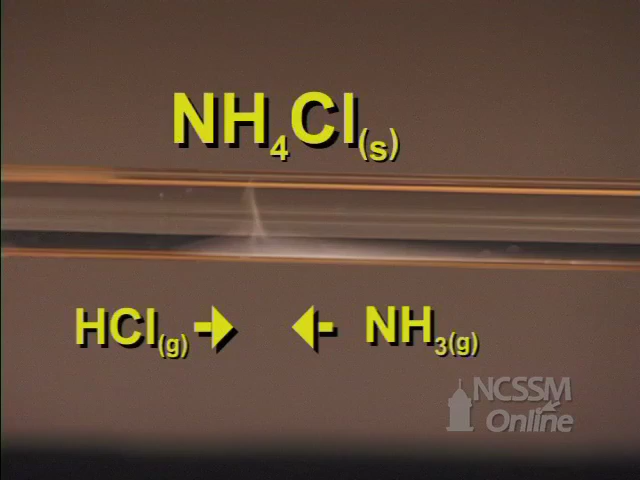 NH₄Cl(s)
HCl(g) → ← NH₃(g)
NCSSM
Online